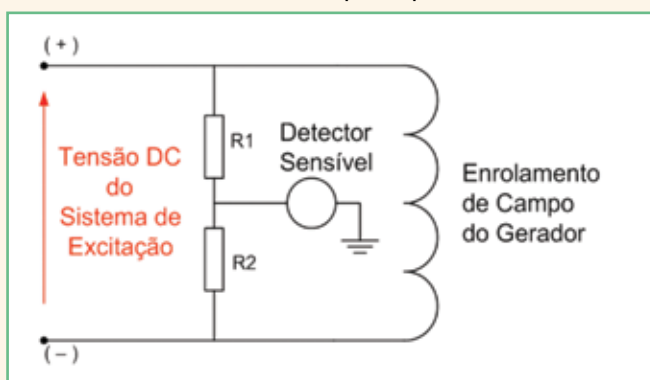 (+)
R1
Detector
Sensível
Tensão DC
do
Sistema de
Excitação
Enrolamento
de Campo
do Gerador
R2
(−)